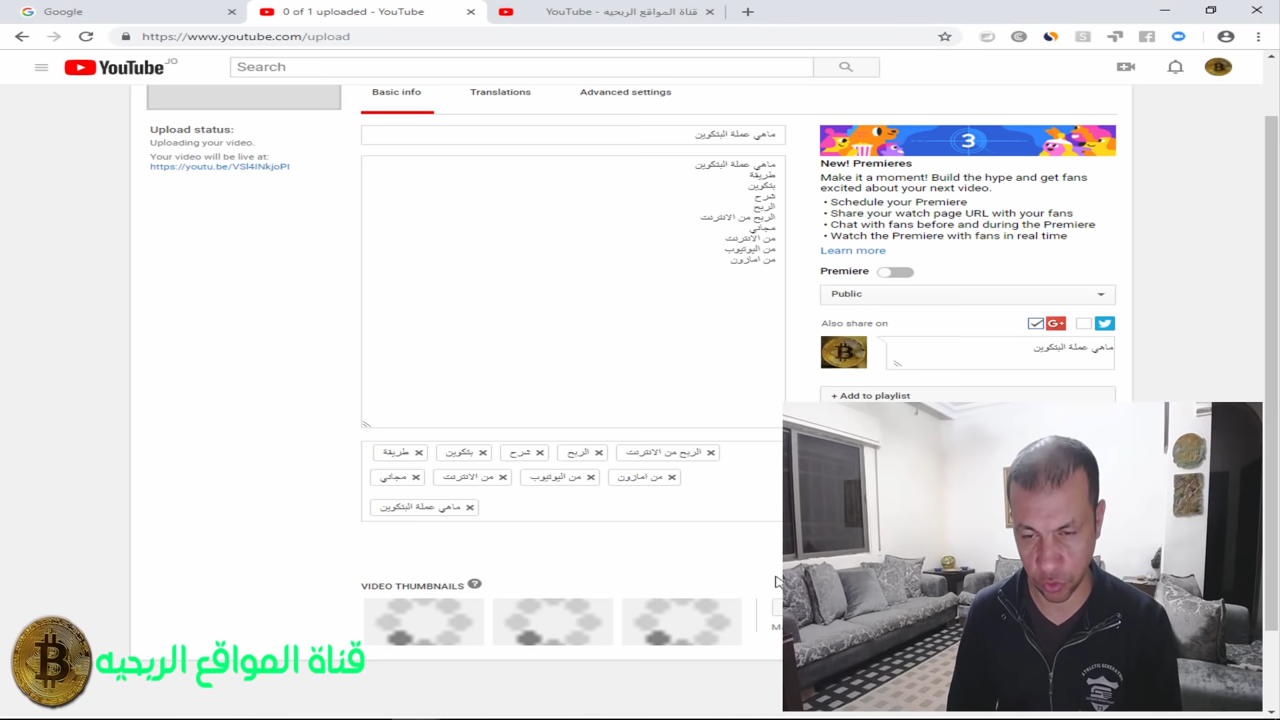 Google
0 of 1 uploaded - YouTube
قناة المواقع الربحيه - YouTube
https://www.youtube.com/upload
YouTube JO
Search
Basic info
Translations
Advanced settings
Upload status:
Uploading your video.
Your video will be live at:
https://youtu.be/VSl4INkjoPI
ماهي عملة البتكوين
ماهي عملة البتكوين
طريقة
بتكوين
شرح
الربح
الربح من الانترنت
مجاني
من الانترنت
من اليوتيوب
من امازون
3
New! Premieres
Make it a moment! Build the hype and get fans
excited about your next video.
• Schedule your Premiere
• Share your watch page URL with your fans
• Chat with fans before and during the Premiere
• Watch the Premiere with fans in real time
Learn more
Premiere
Public
Also share on
G+
ماهي عملة البتكوين
+ Add to playlist
طريقة
بتكوين
شرح
الربح
الربح من الانترنت
مجاني
من الانترنت
من اليوتيوب
من امازون
ماهي عملة البتكوين
VIDEO THUMBNAILS ?
قناة المواقع الربحيه